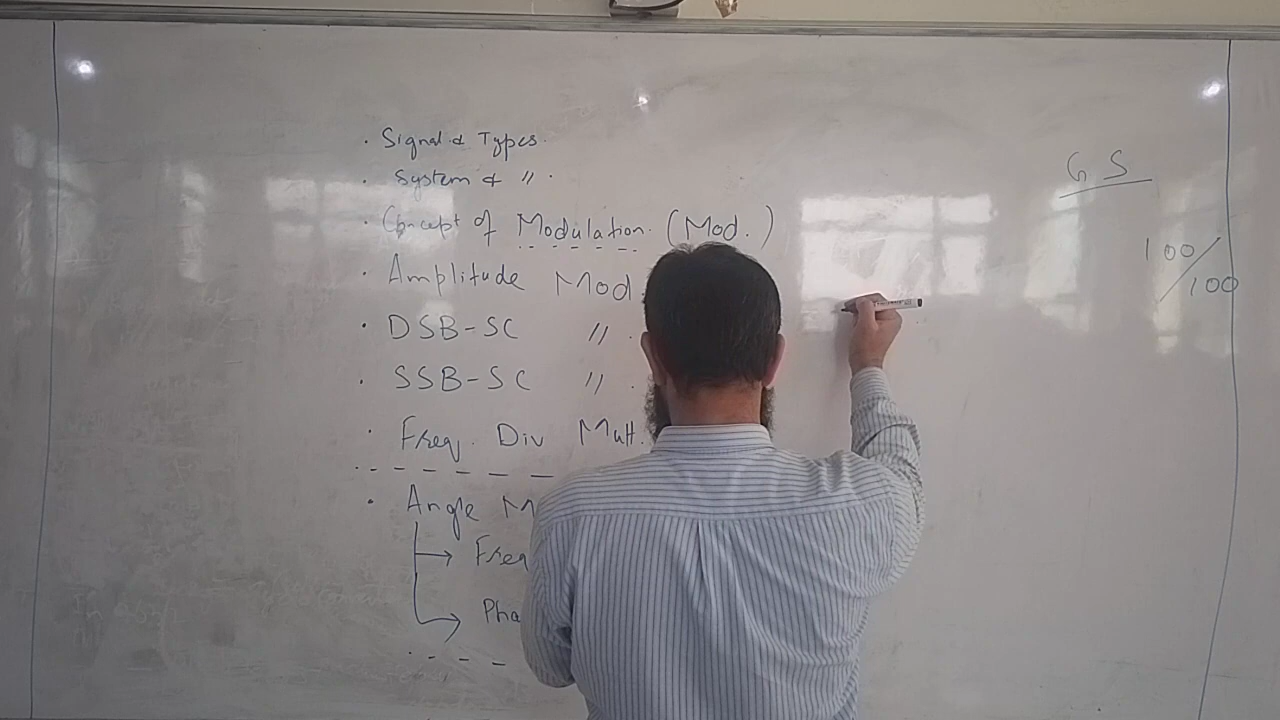 · Signal & Types.
· System & " .
· Concept of Modulation. (Mod.)
· Amplitude Mod.
· DSB-SC " .
· SSB-SC " .
· Freq. Div Mult.
· Angle M
→ Freq
→ Pha
G S
100/100